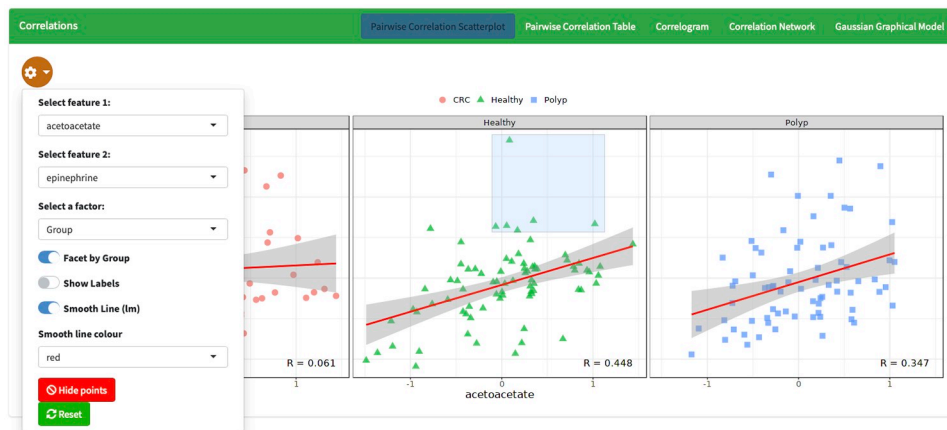 Correlations
Pairwise Correlation Scatterplot
Pairwise Correlation Table
Correlogram
Correlation Network
Gaussian Graphical Model
Select feature 1:
acetoacetate
Select feature 2:
epinephrine
Select a factor:
Group
Facet by Group
Show Labels
Smooth Line (lm)
Smooth line colour
red
Hide points
Reset
CRC Healthy Polyp
Healthy
Polyp
R = 0.061
R = 0.448
R = 0.347
1
-1 0 1
-1 0 1
acetoacetate